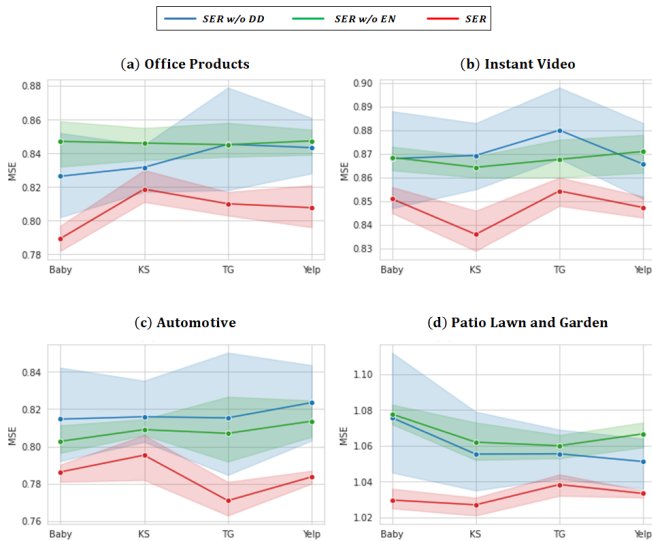 SER w/o DD SER w/o EN SER
(a) Office Products (b) Instant Video
0.88
0.86
0.84
0.82
0.80
0.78
MSE
Baby KS TG Yelp
0.90
0.89
0.88
0.87
0.86
0.85
0.84
0.83
MSE
Baby KS TG Yelp
(c) Automotive (d) Patio Lawn and Garden
0.84
0.82
0.80
0.78
0.76
MSE
Baby KS TG Yelp
1.10
1.08
1.06
1.04
1.02
MSE
Baby KS TG Yelp